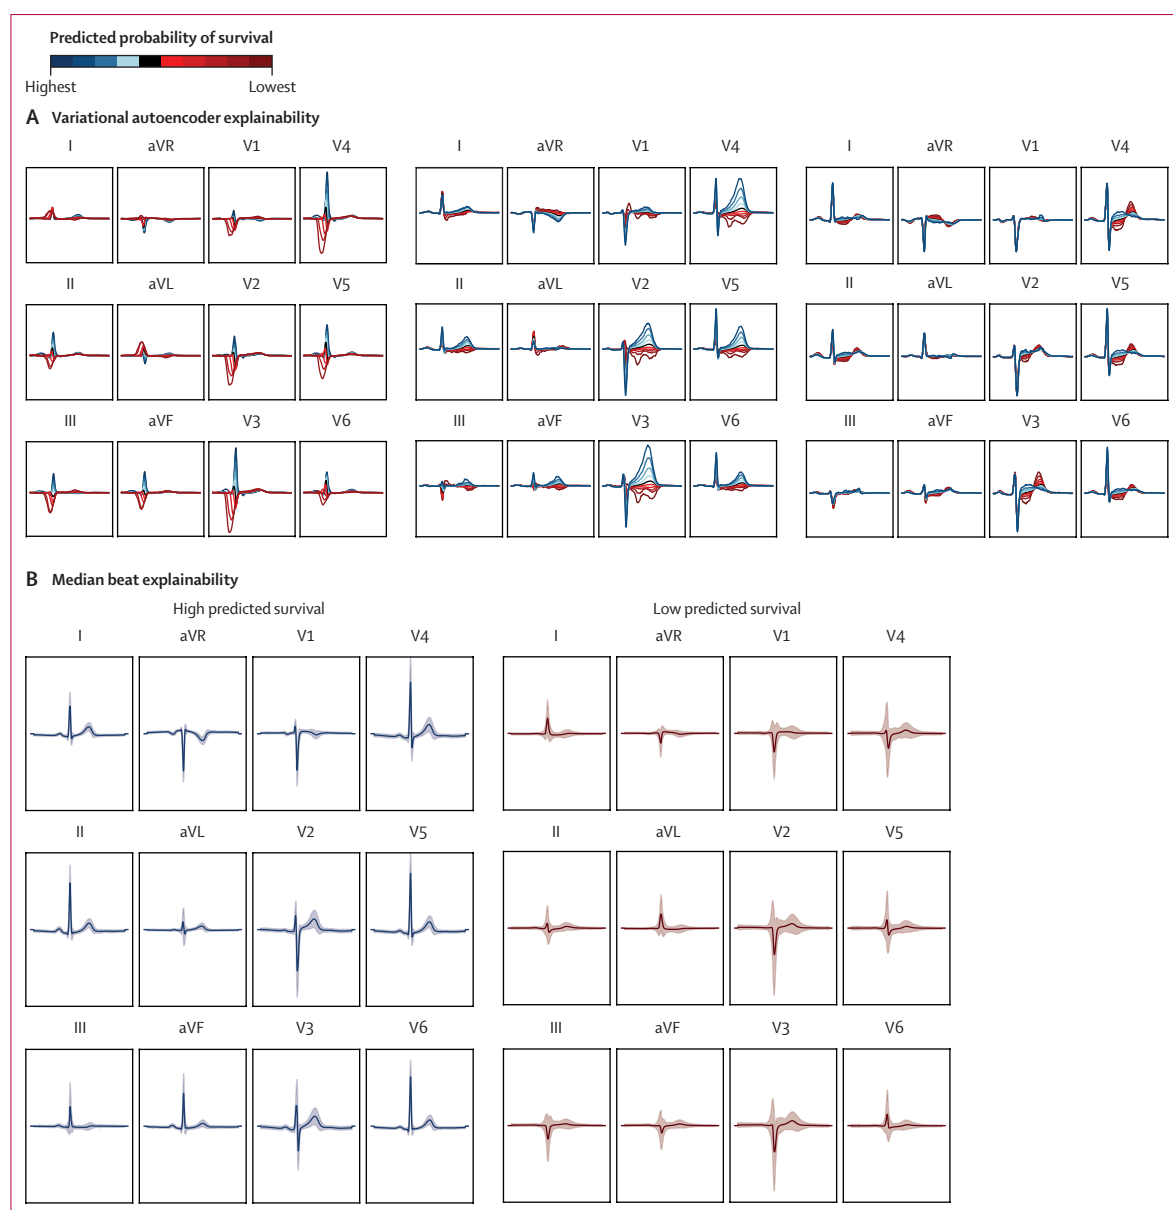 Predicted probability of survival
Highest Lowest
A Variational autoencoder explainability
I aVR V1 V4 I aVR V1 V4 I aVR V1 V4
II aVL V2 V5 II aVL V2 V5 II aVL V2 V5
III aVF V3 V6 III aVF V3 V6 III aVF V3 V6
B Median beat explainability
High predicted survival Low predicted survival
I aVR V1 V4 I aVR V1 V4
II aVL V2 V5 II aVL V2 V5
III aVF V3 V6 III aVF V3 V6